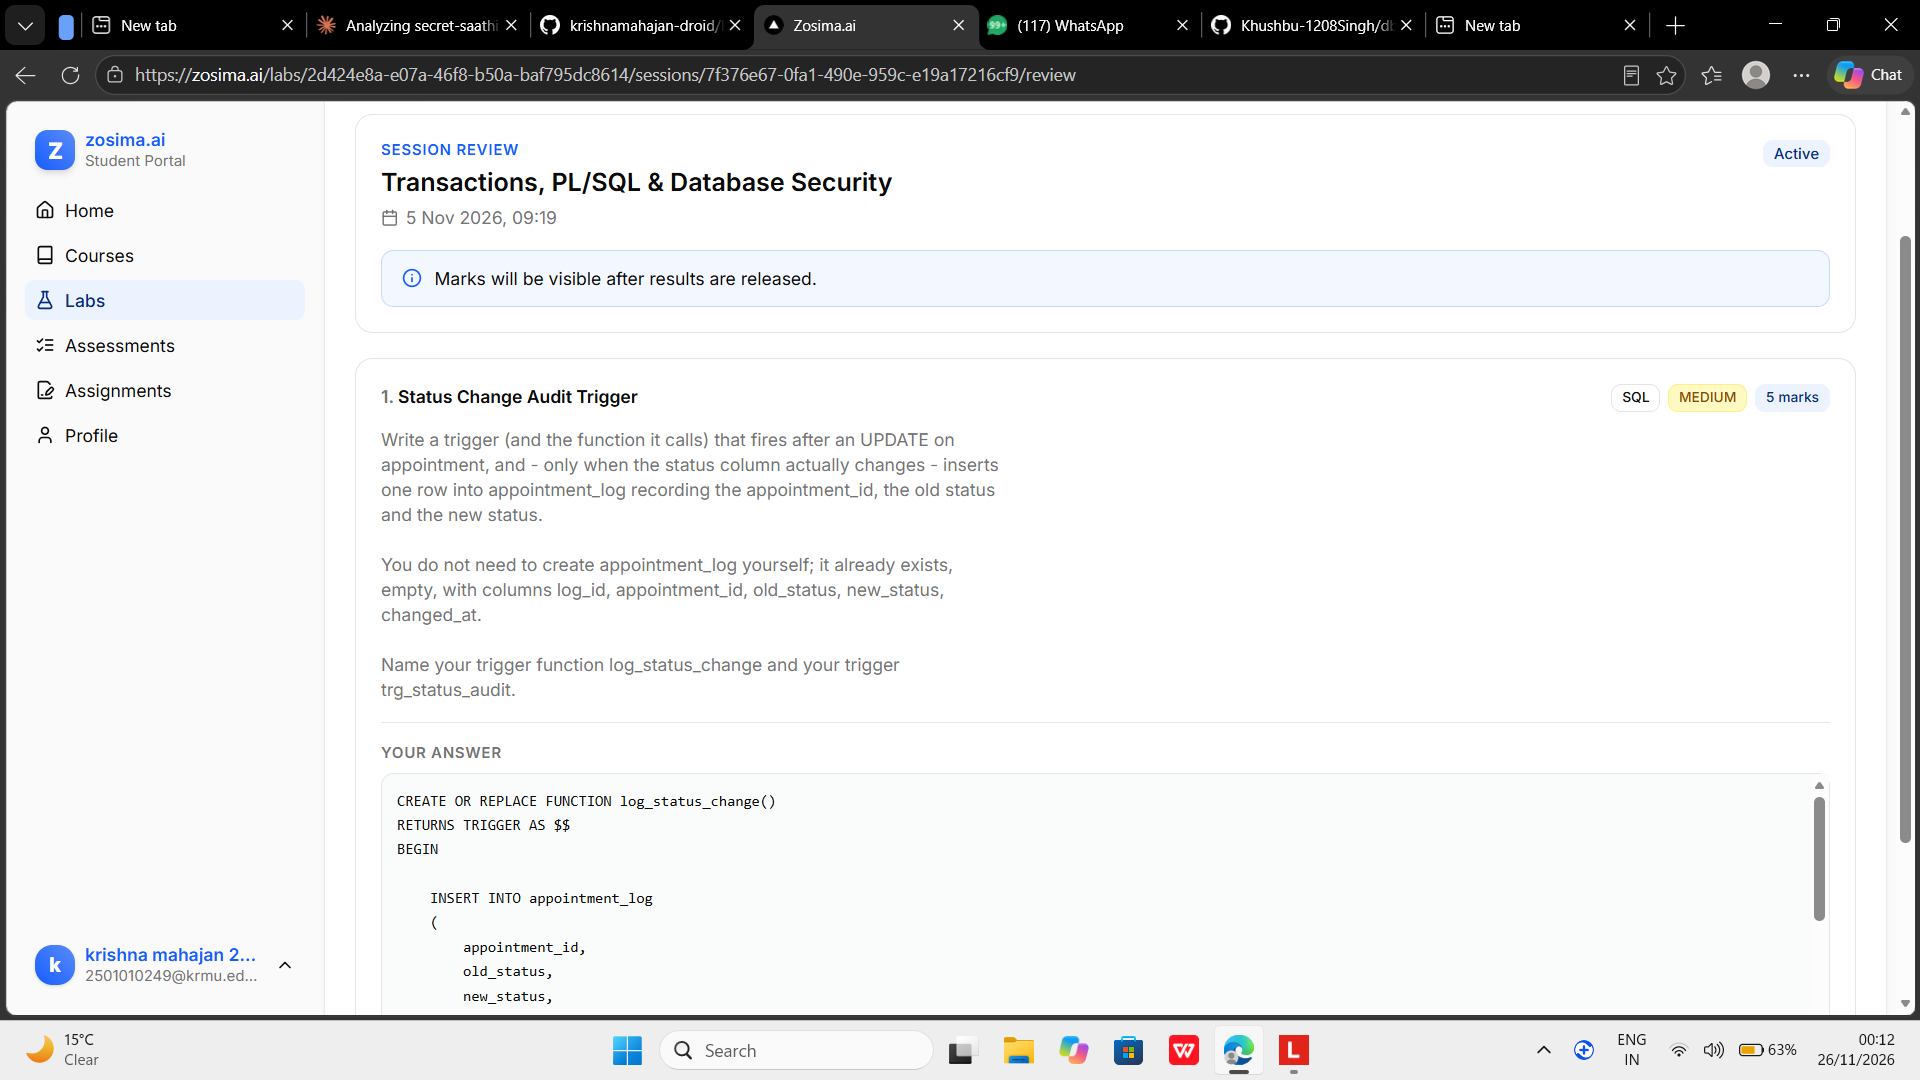 New tab
Analyzing secret-saathi
krishnamahajan-droid/
Zosima.ai
(117) WhatsApp
Khushbu-1208Singh/db
New tab
https://zosima.ai/labs/2d424e8a-e07a-46f8-b50a-baf795dc8614/sessions/7f376e67-0fa1-490e-959c-e19a17216cf9/review
Chat
Z
zosima.ai
Student Portal
Home
Courses
Labs
Assessments
Assignments
Profile
k
krishna mahajan 2...
2501010249@krmu.ed...
SESSION REVIEW
Active
Transactions, PL/SQL & Database Security
5 Nov 2026, 09:19
Marks will be visible after results are released.
1. Status Change Audit Trigger
SQL
MEDIUM
5 marks
Write a trigger (and the function it calls) that fires after an UPDATE on
appointment, and - only when the status column actually changes - inserts
one row into appointment_log recording the appointment_id, the old status
and the new status.
You do not need to create appointment_log yourself; it already exists,
empty, with columns log_id, appointment_id, old_status, new_status,
changed_at.
Name your trigger function log_status_change and your trigger
trg_status_audit.
YOUR ANSWER
CREATE OR REPLACE FUNCTION log_status_change()
RETURNS TRIGGER AS $$
BEGIN
INSERT INTO appointment_log
(
appointment_id,
old_status,
new_status,
15°C
Clear
Search
W
L
ENG
IN
63%
00:12
26/11/2026